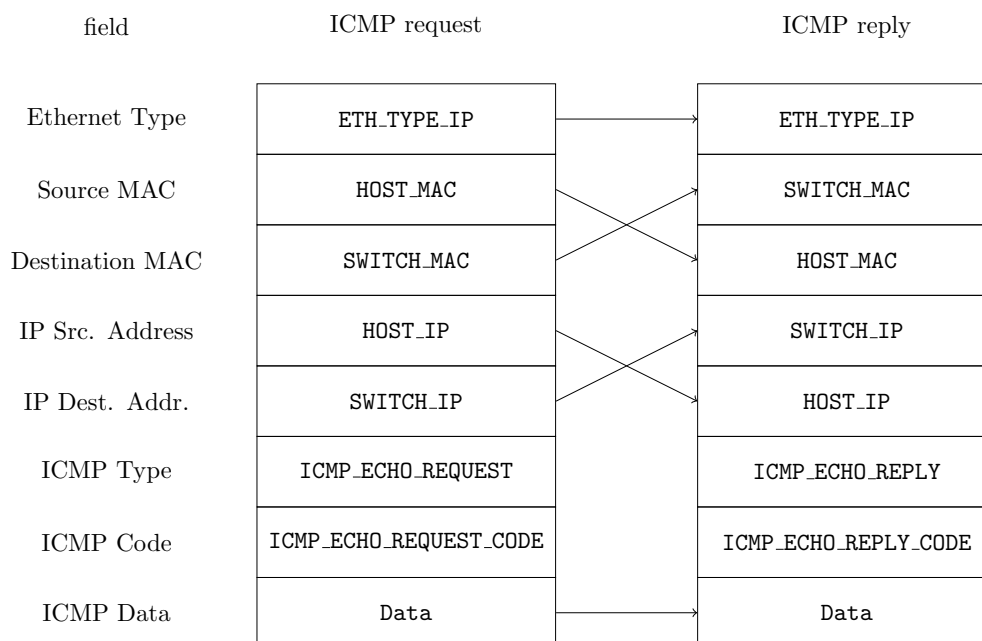 field ICMP request ICMP reply
Ethernet Type ETH_TYPE_IP ETH_TYPE_IP
Source MAC HOST_MAC SWITCH_MAC
Destination MAC SWITCH_MAC HOST_MAC
IP Src. Address HOST_IP SWITCH_IP
IP Dest. Addr. SWITCH_IP HOST_IP
ICMP Type ICMP_ECHO_REQUEST ICMP_ECHO_REPLY
ICMP Code ICMP_ECHO_REQUEST_CODE ICMP_ECHO_REPLY_CODE
ICMP Data Data Data